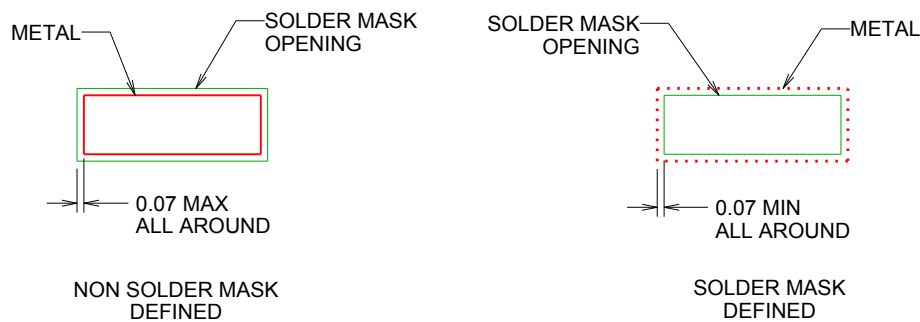 METAL
SOLDER MASK
OPENING
0.07 MAX
ALL AROUND
NON SOLDER MASK
DEFINED
SOLDER MASK
OPENING
METAL
0.07 MIN
ALL AROUND
SOLDER MASK
DEFINED